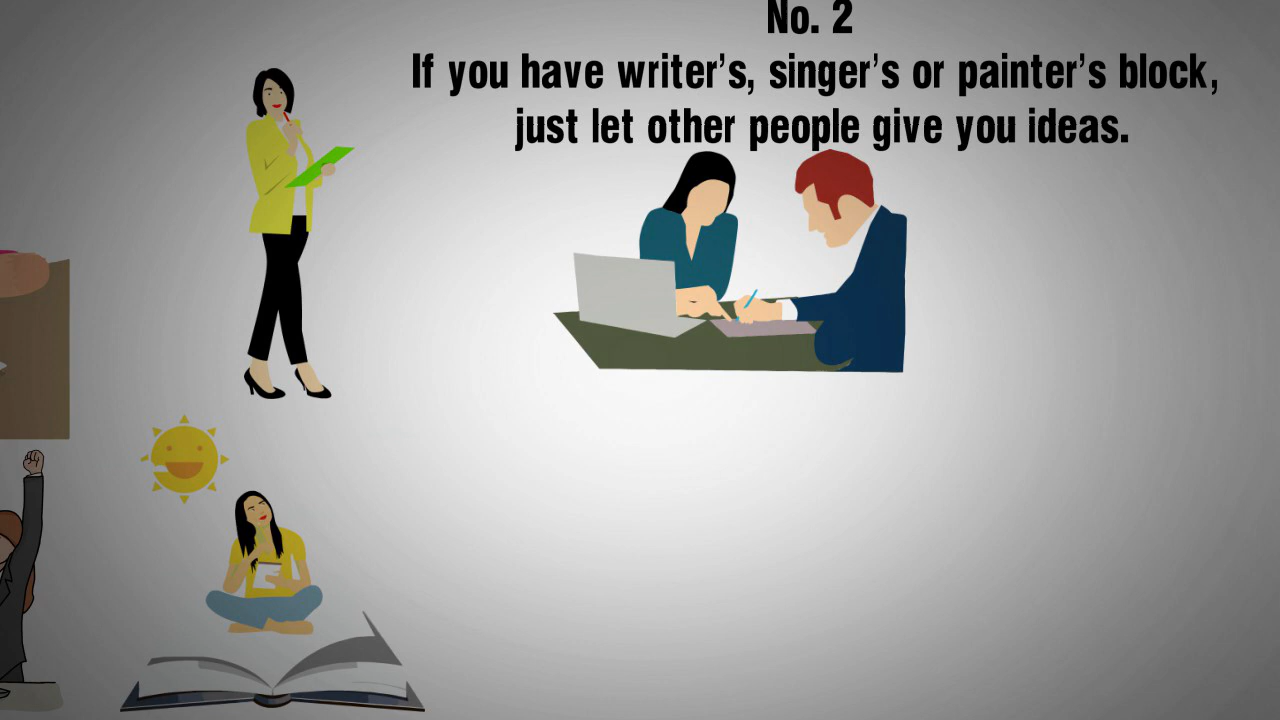 No. 2
If you have writer’s, singer’s or painter’s block,
just let other people give you ideas.